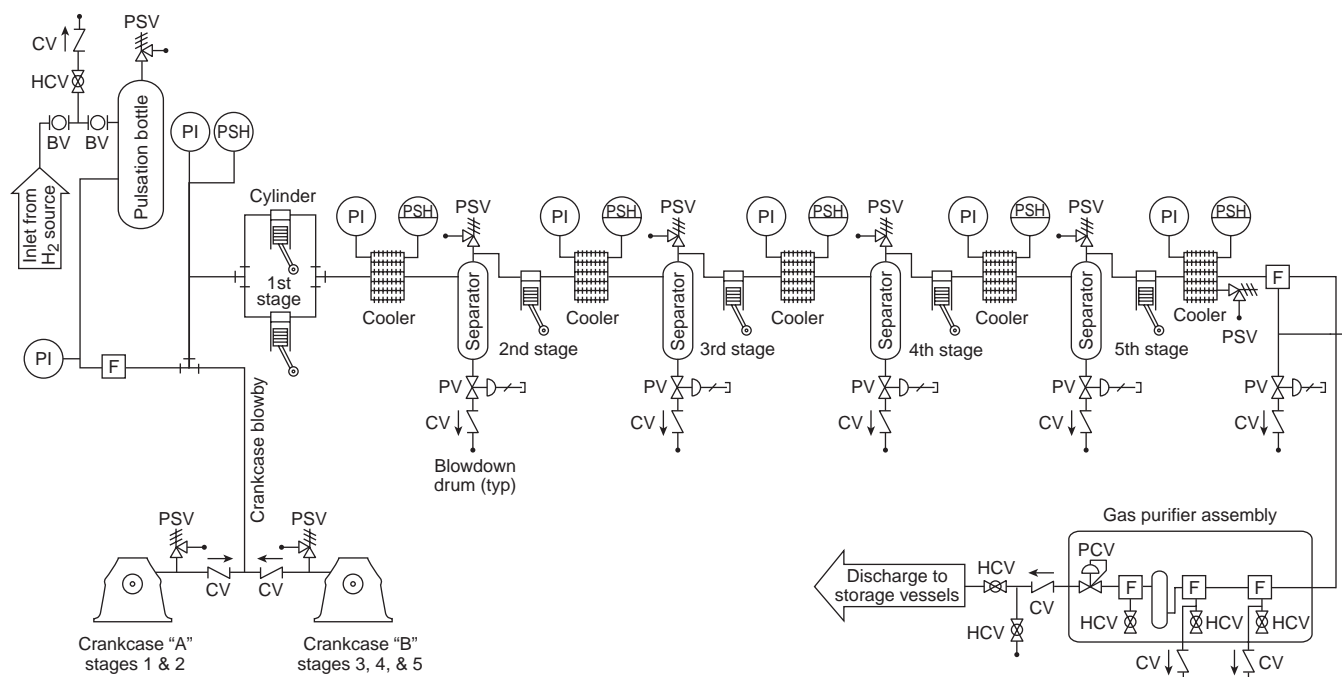 PSV
CV
HCV
BV
BV
Pulsation bottle
PI
PSH
Inlet from
H2 source
Cylinder
1st
stage
PI
PSH
PSV
PI
PSH
PSV
PI
PSH
PSV
PI
PSH
PSV
PI
PSH
Cooler
Separator
2nd stage
Cooler
Separator
3rd stage
Cooler
Separator
4th stage
Cooler
Separator
5th stage
Cooler
PSV
F
PI
F
PV
CV
PV
CV
PV
CV
PV
CV
PV
CV
Blowdown
drum (typ)
Crankcase blowby
PSV
PSV
CV
CV
Crankcase “A”
stages 1 & 2
Crankcase “B”
stages 3, 4, & 5
Gas purifier assembly
Discharge to
storage vessels
HCV
CV
HCV
PCV
F
F
F
HCV
HCV
HCV
CV
CV